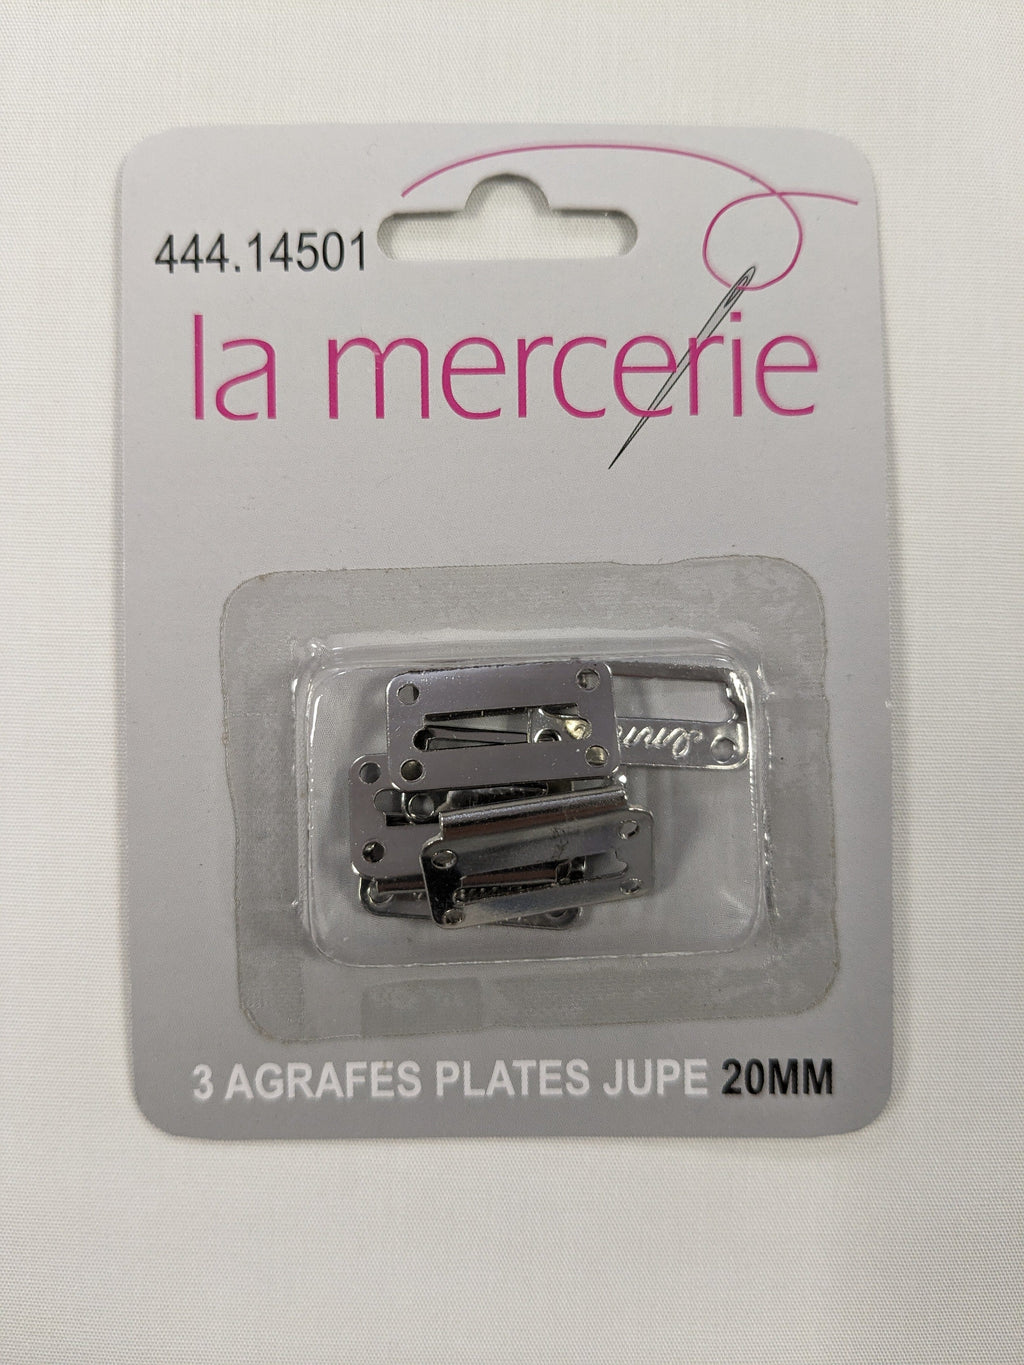 444.14501
la mercerie
3 AGRAFES PLATES JUPE 20MM